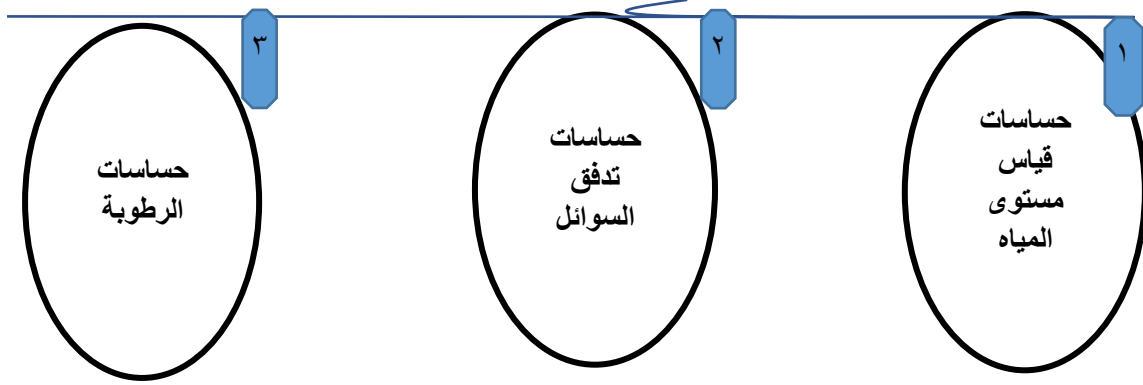 ١
حساسات
قياس
مستوى
المياه
٢
حساسات
تدفق
السوائل
٣
حساسات
الرطوبة